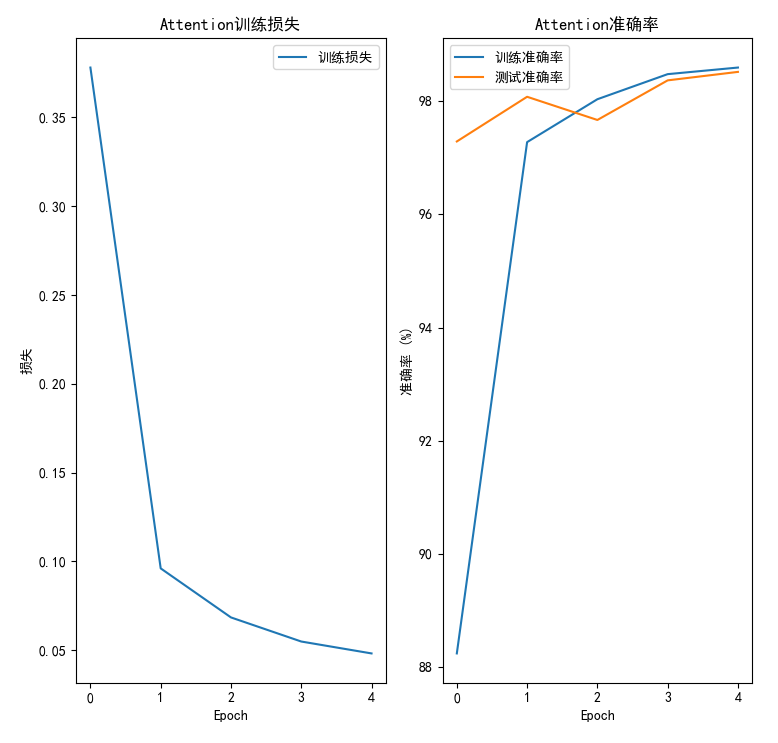 Attention训练损失
训练损失
0.35
0.30
0.25
0.20
0.15
0.10
0.05
损失
0 1 2 3 4
Epoch
Attention准确率
训练准确率
测试准确率
98
96
94
92
90
88
准确率 (%)
0 1 2 3 4
Epoch